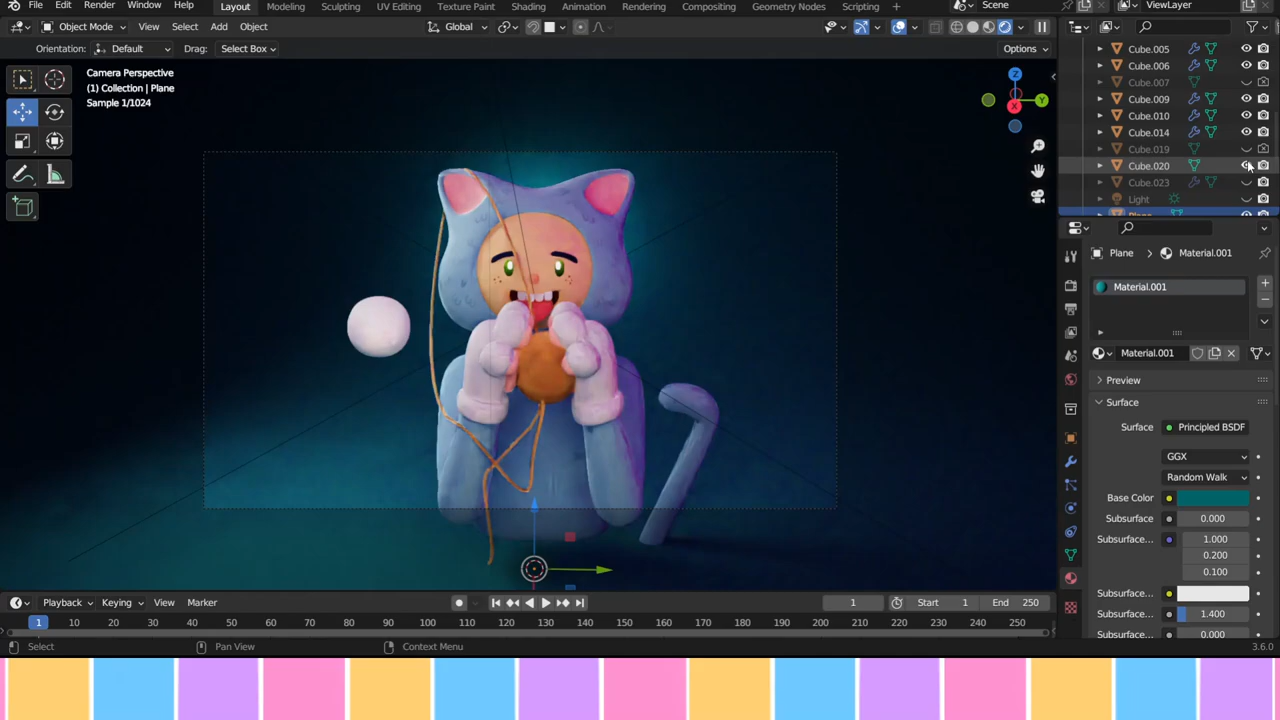 File Edit Render Window Help Layout Modeling Sculpting UV Editing Texture Paint Shading Animation Rendering Compositing Geometry Nodes Scripting Scene ViewLayer
Object Mode View Select Add Object Global
Orientation: Default Drag: Select Box Options
Camera Perspective
(1) Collection | Plane
Sample 1/1024
Z
Y
X
Cube.005
Cube.006
Cube.007
Cube.009
Cube.010
Cube.014
Cube.019
Cube.020
Cube.023
Light
Plane
Plane > Material.001
Material.001
Material.001
Preview
Surface
Surface Principled BSDF
GGX
Random Walk
Base Color
Subsurface 0.000
Subsurface... 1.000
0.200
0.100
Subsurface...
Subsurface... 1.400
Subsurface... 0.000
Playback Keying View Marker 1 Start 1 End 250
1 10 20 30 40 50 60 70 80 90 100 110 120 130 140 150 160 170 180 190 200 210 220 230 240 250
Select Pan View Context Menu 3.6.0